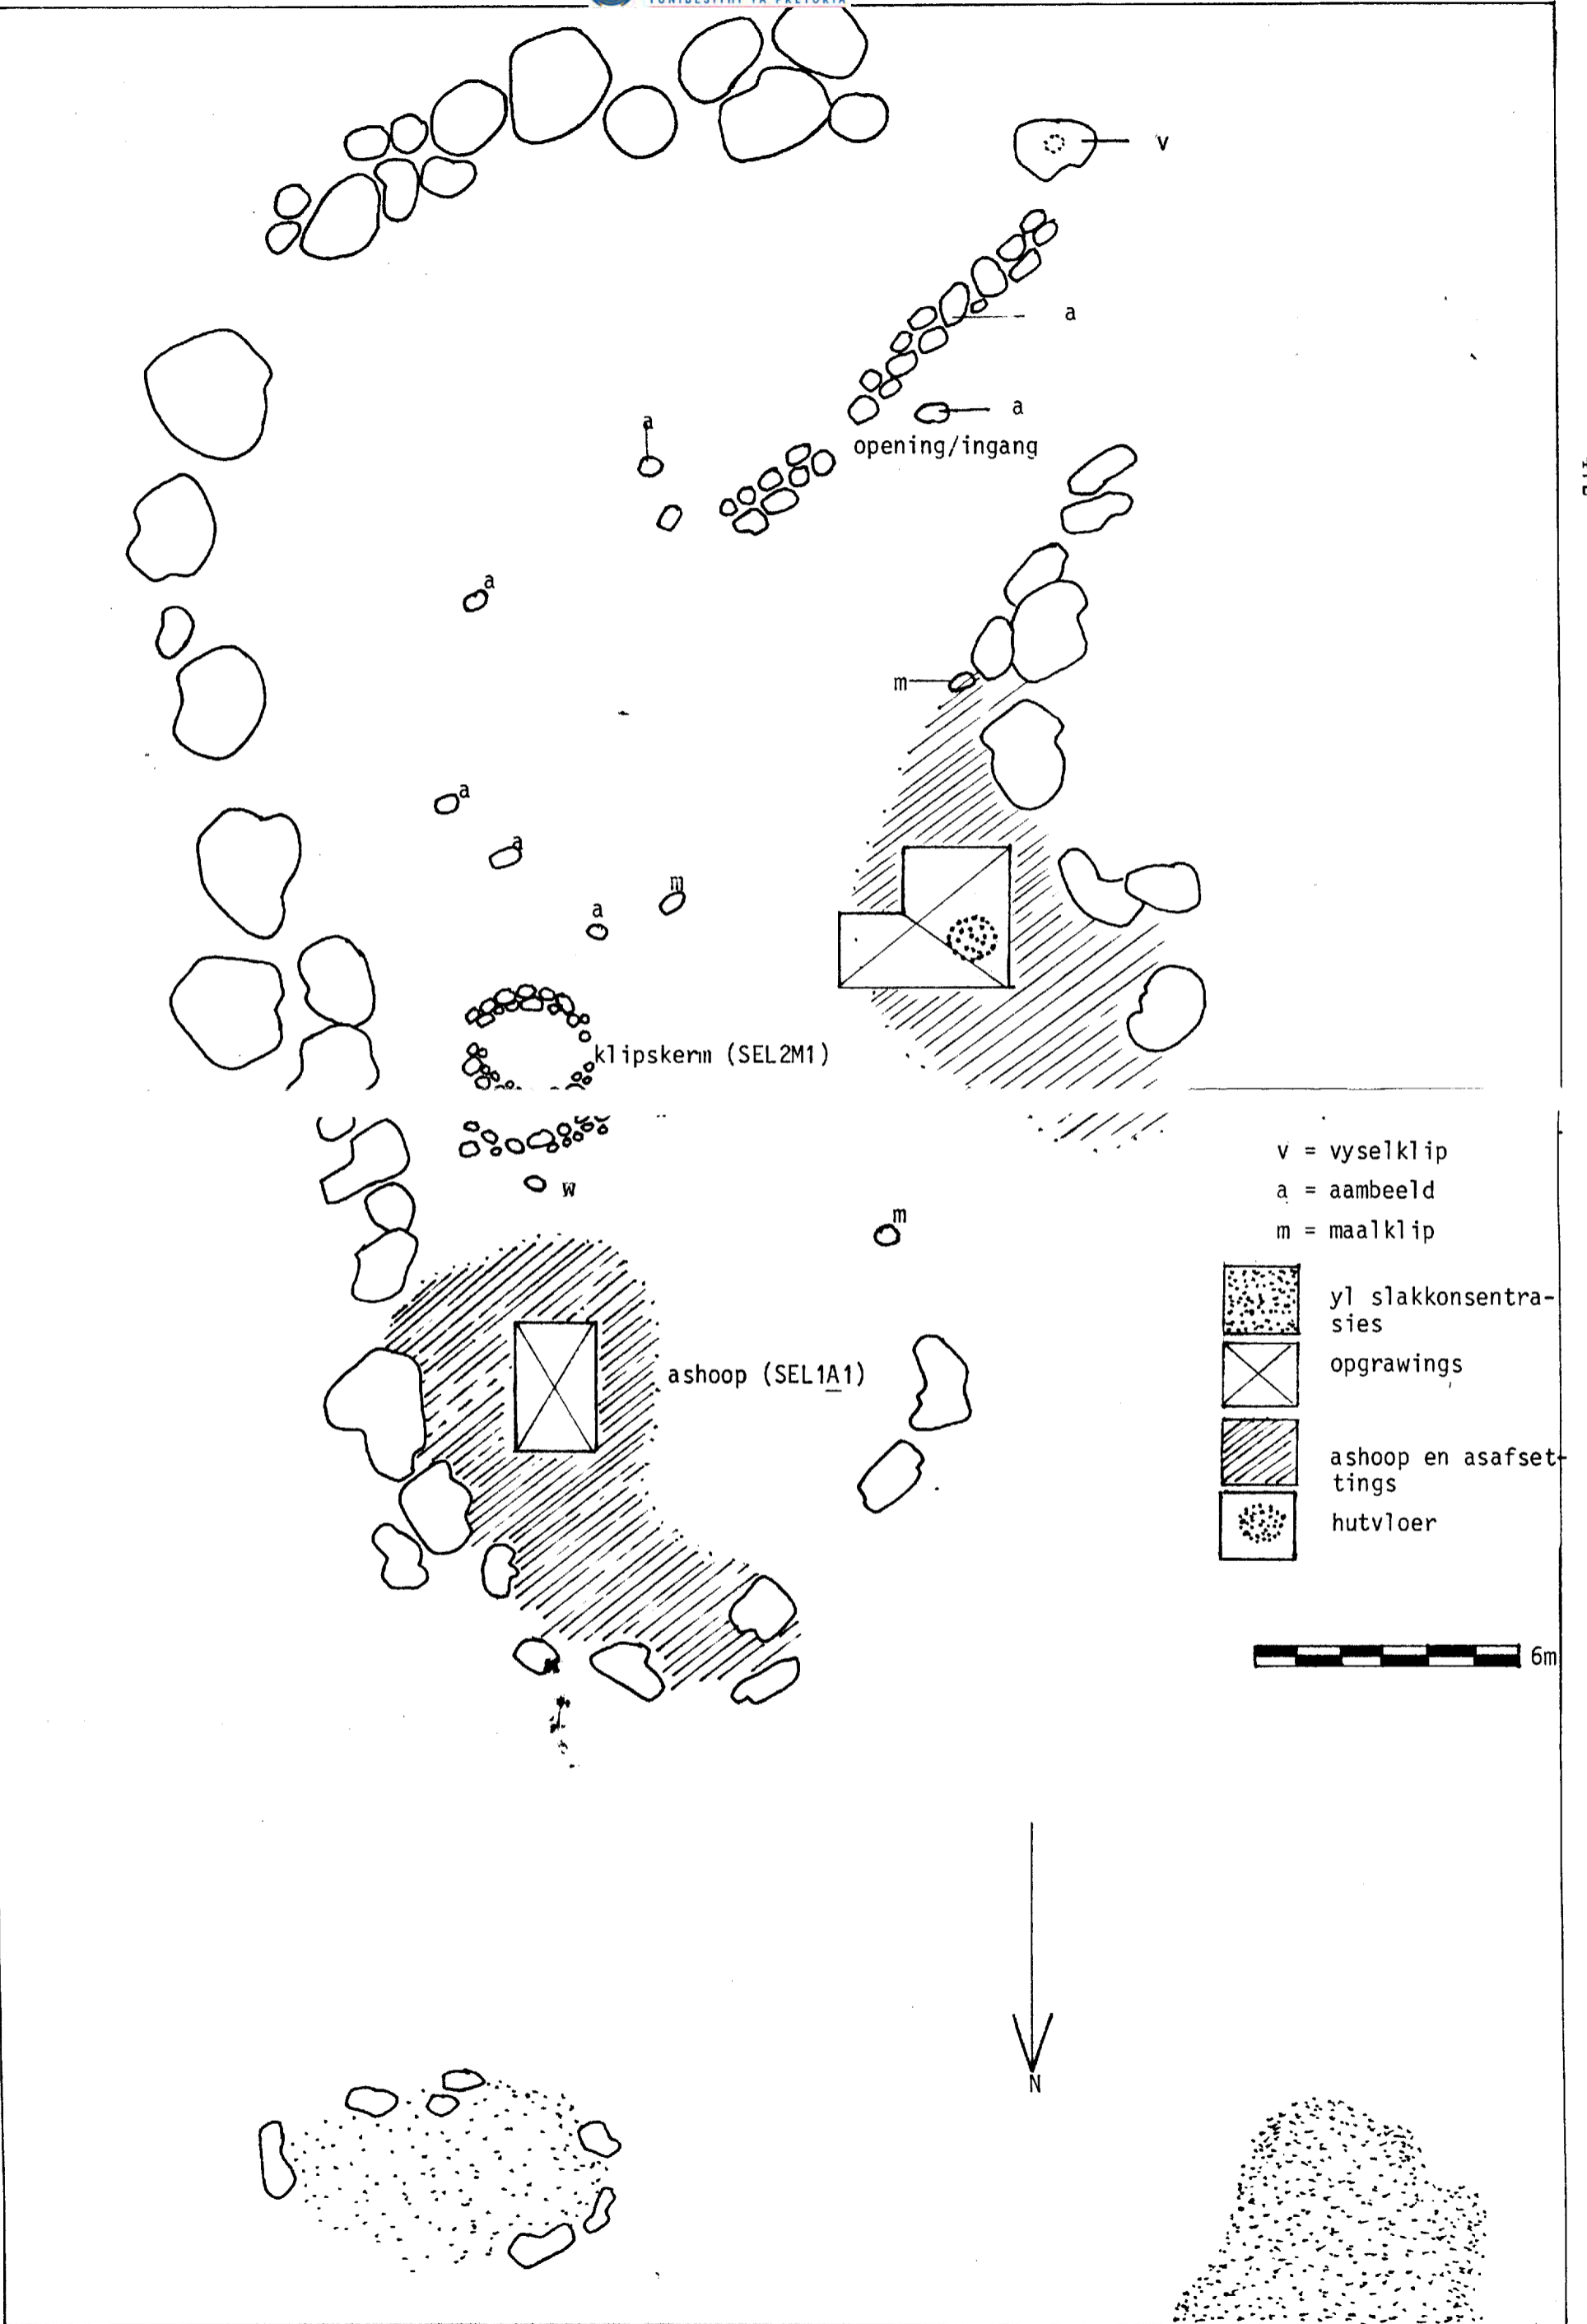 v
a
a
a
opening/ingang
a
m
a
a
m
a
klipskerm (SEL2M1)
w
m
v = vyselklip
a = aambeeld
m = maalklip
yl slakkonsentra-
sies
opgrawings
ashoop (SEL1A1)
ashoop en asafset-
tings
hutvloer
6m
N